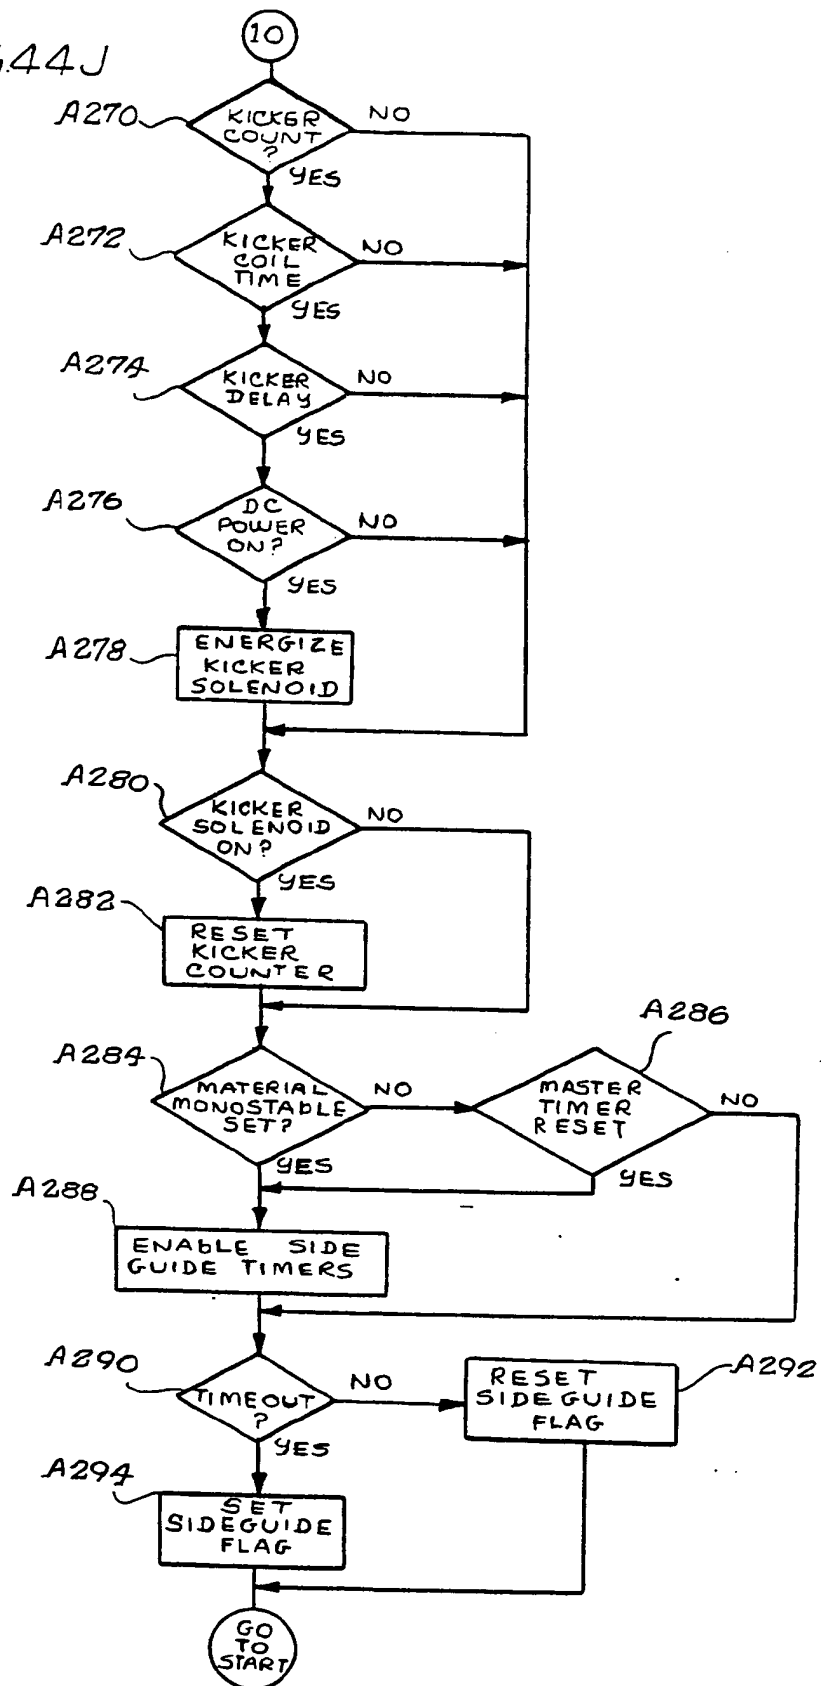 10
.44J
A270
KICKER
COUNT
?
NO
YES
A272
KICKER
COIL
TIME
NO
YES
A274
KICKER
DELAY
NO
YES
A276
DC
POWER
ON?
NO
YES
A278
ENERGIZE
KICKER
SOLENOID
A280
KICKER
SOLENOID
ON?
NO
YES
A282
RESET
KICKER
COUNTER
A284
MATERIAL
MONOSTABLE
SET?
NO
YES
A286
MASTER
TIMER
RESET
NO
YES
A288
ENABLE SIDE
GUIDE TIMERS
A290
TIMEOUT
?
NO
YES
RESET
SIDEGUIDE
FLAG
A292
A294
SET
SIDEGUIDE
FLAG
GO
TO
START